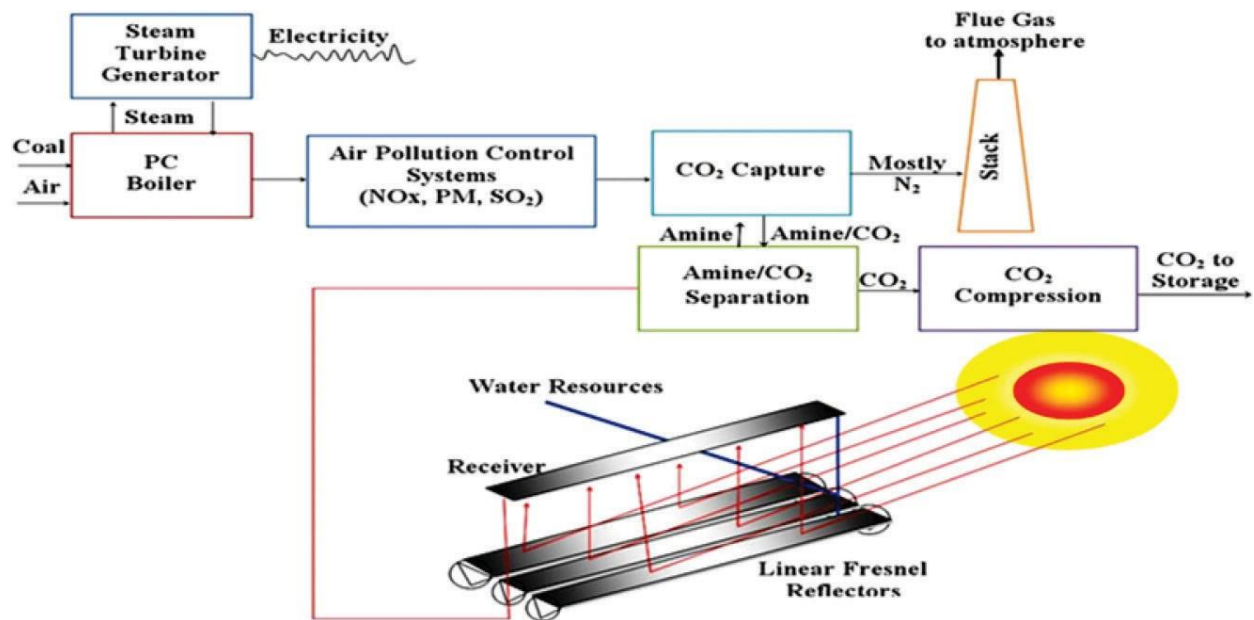 Steam
Turbine
Generator
Electricity
Flue Gas
to atmosphere
Steam
Coal
Air
PC
Boiler
Air Pollution Control
Systems
(NOx, PM, SO₂)
CO₂ Capture
Mostly
N₂
Stack
Amine
Amine/CO₂
Amine/CO₂
Separation
CO₂
CO₂
Compression
CO₂ to
Storage
Water Resources
Receiver
Linear Fresnel
Reflectors